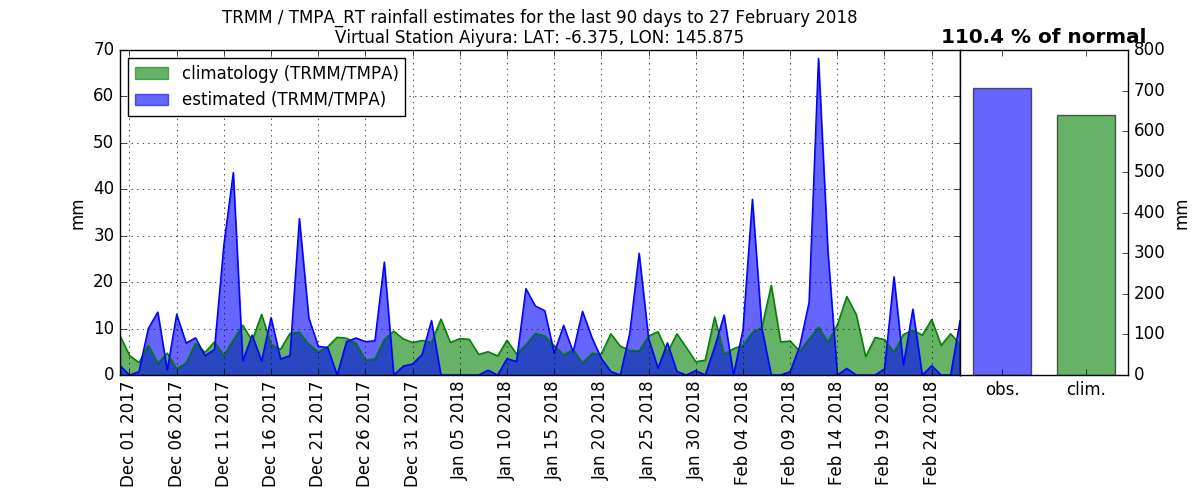 TRMM / TMPA_RT rainfall estimates for the last 90 days to 27 February 2018
Virtual Station Aiyura: LAT: -6.375, LON: 145.875
110.4 % of normal
climatology (TRMM/TMPA)
estimated (TRMM/TMPA)
mm
70
60
50
40
30
20
10
0
Dec 01 2017
Dec 06 2017
Dec 11 2017
Dec 16 2017
Dec 21 2017
Dec 26 2017
Dec 31 2017
Jan 05 2018
Jan 10 2018
Jan 15 2018
Jan 20 2018
Jan 25 2018
Jan 30 2018
Feb 04 2018
Feb 09 2018
Feb 14 2018
Feb 19 2018
Feb 24 2018
obs.
clim.
800
700
600
500
400
300
200
100
0
mm